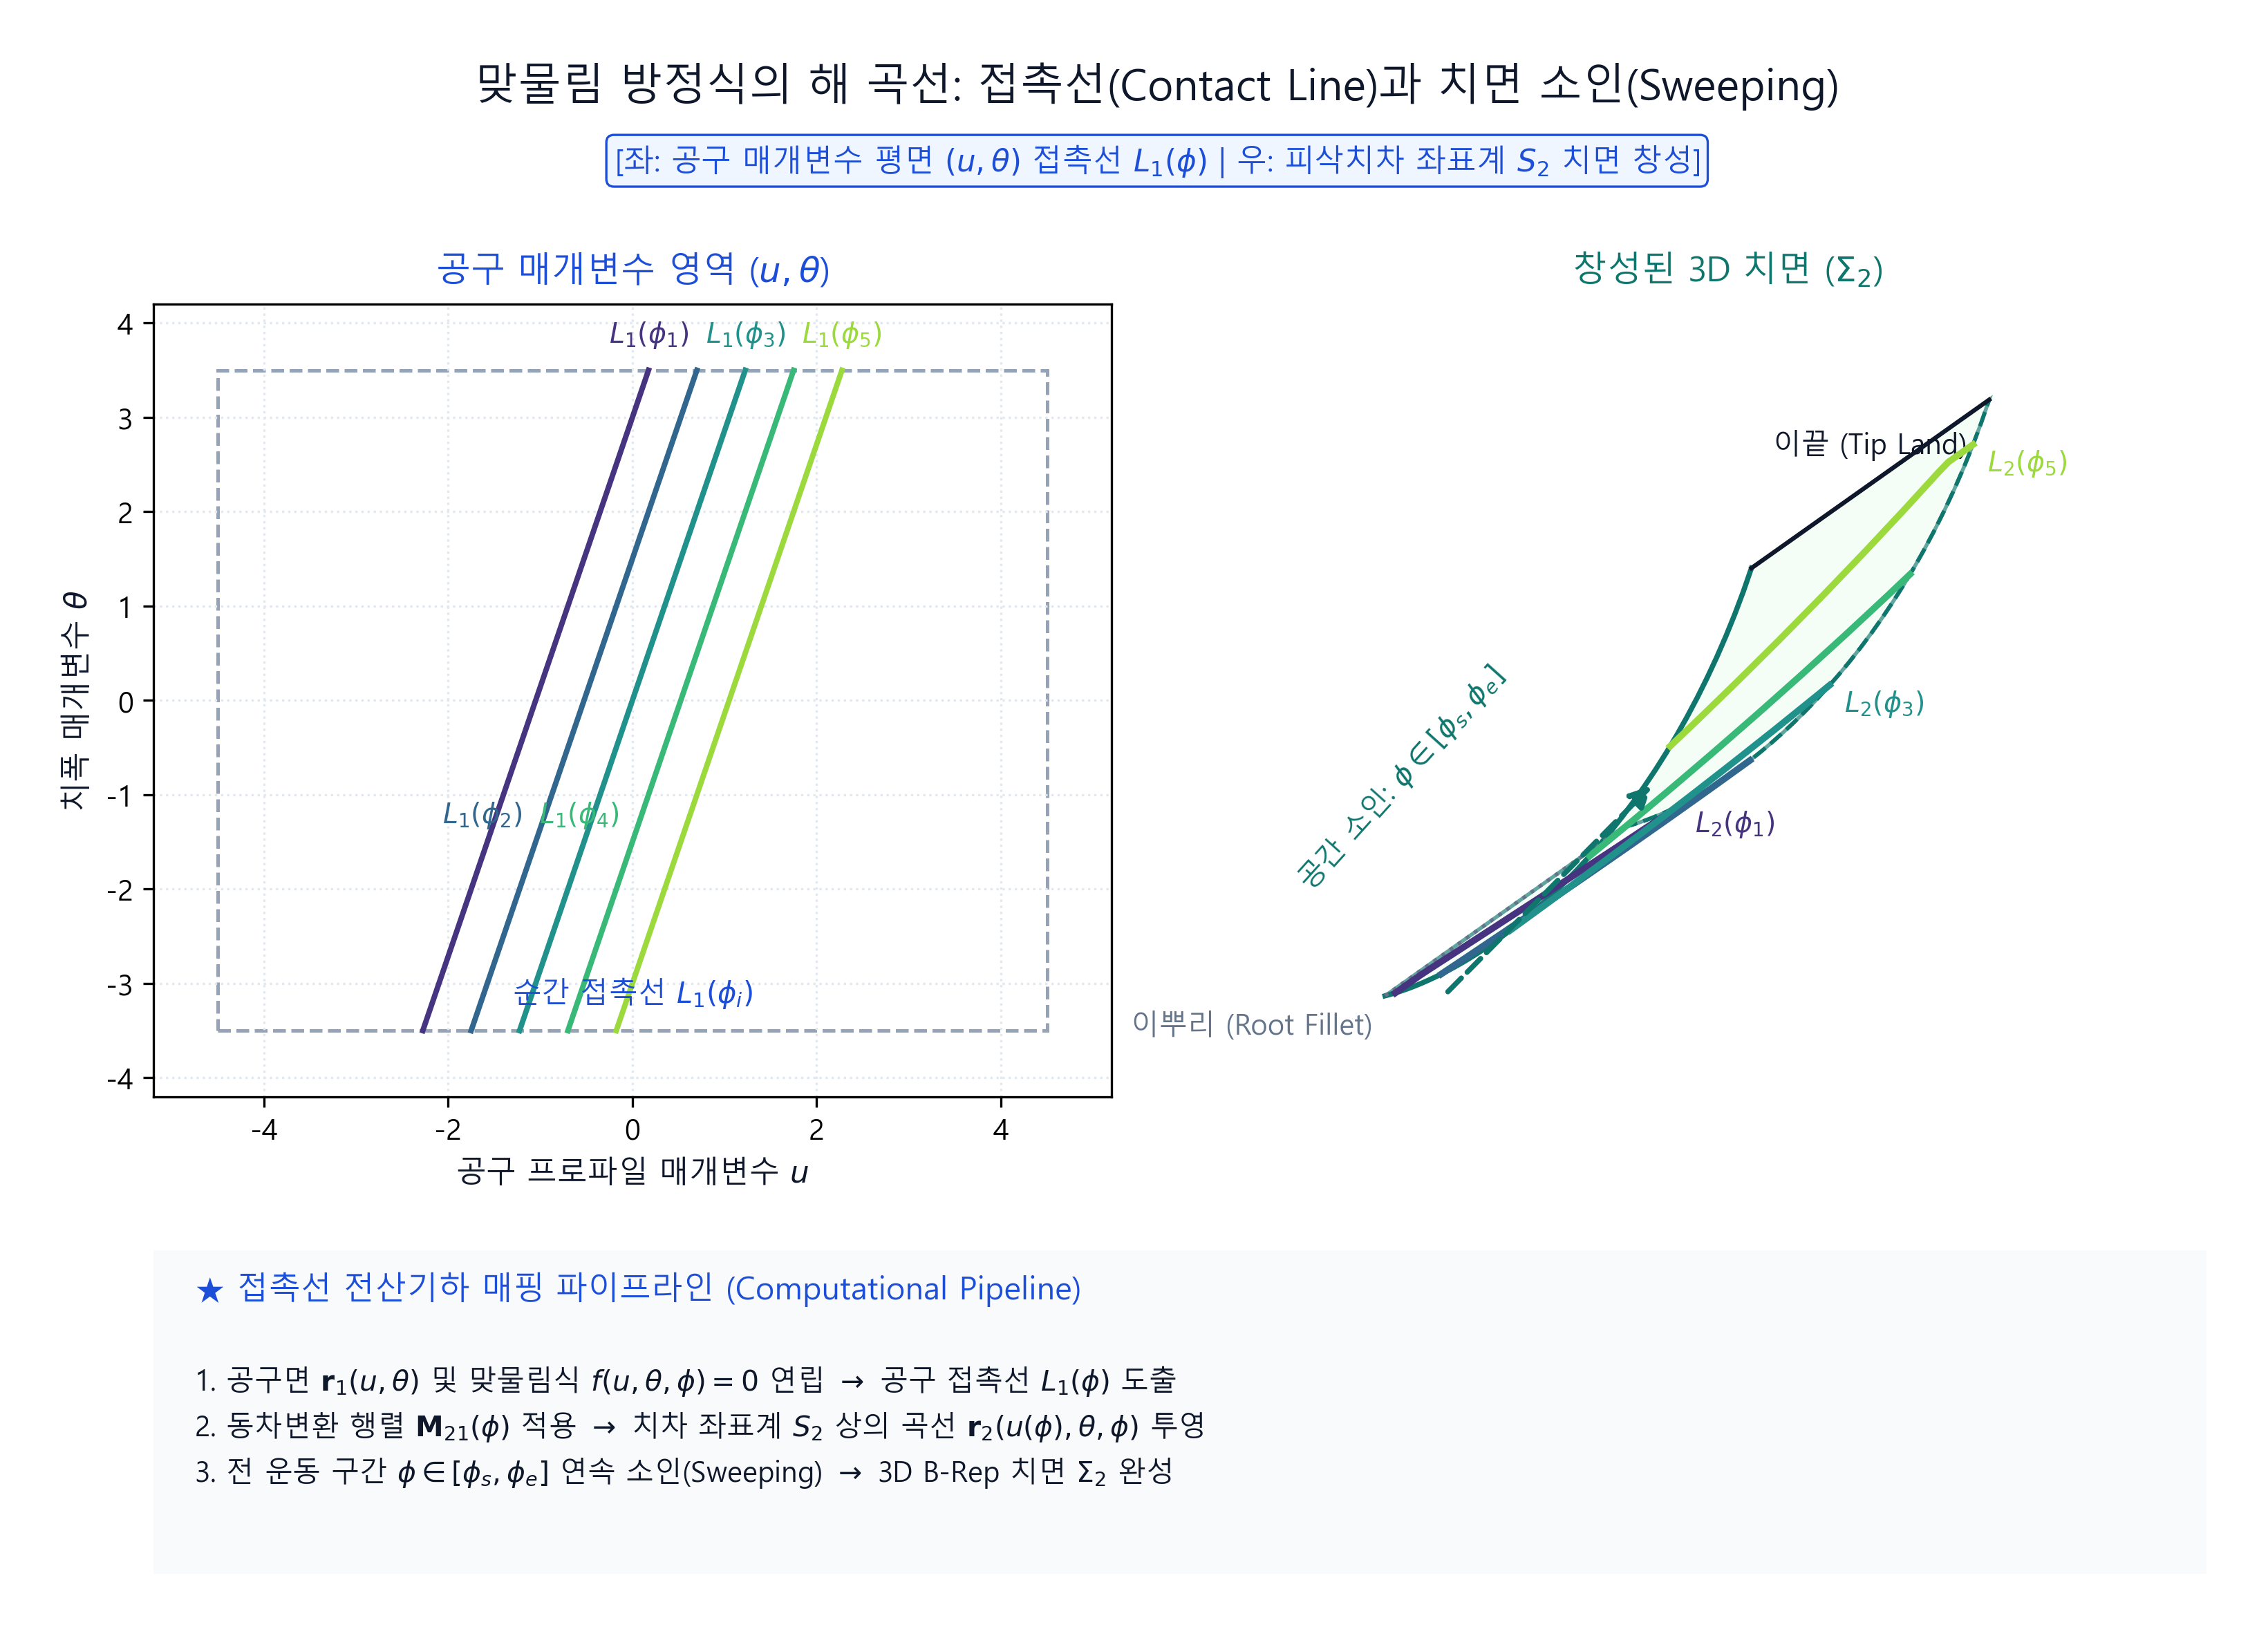 맞물림 방정식의 해 곡선: 접촉선(Contact Line)과 치면 소인(Sweeping)
[좌: 공구 매개변수 평면 (u, θ) 접촉선 L₁(ϕ) | 우: 피삭치차 좌표계 S₂ 치면 창성]
공구 매개변수 영역 (u, θ)
L₁(ϕ₁)
L₁(ϕ₃)
L₁(ϕ₅)
L₁(ϕ₂)
L₁(ϕ₄)
순간 접촉선 L₁(ϕᵢ)
4
3
2
1
0
-1
-2
-3
-4
치폭 매개변수 θ
-4
-2
0
2
4
공구 프로파일 매개변수 u
창성된 3D 치면 (Σ₂)
이끝 (Tip Land)
L₂(ϕ₅)
L₂(ϕ₃)
L₂(ϕ₁)
공간 소인: ϕ ∈ [ϕₛ, ϕₑ]
이뿌리 (Root Fillet)
★ 접촉선 전산기하 매핑 파이프라인 (Computational Pipeline)
1. 공구면 r₁(u, θ) 및 맞물림식 f(u, θ, ϕ) = 0 연립 → 공구 접촉선 L₁(ϕ) 도출
2. 동차변환 행렬 M₂₁(ϕ) 적용 → 치차 좌표계 S₂ 상의 곡선 r₂(u(ϕ), θ, ϕ) 투영
3. 전 운동 구간 ϕ ∈ [ϕₛ, ϕₑ] 연속 소인(Sweeping) → 3D B-Rep 치면 Σ₂ 완성